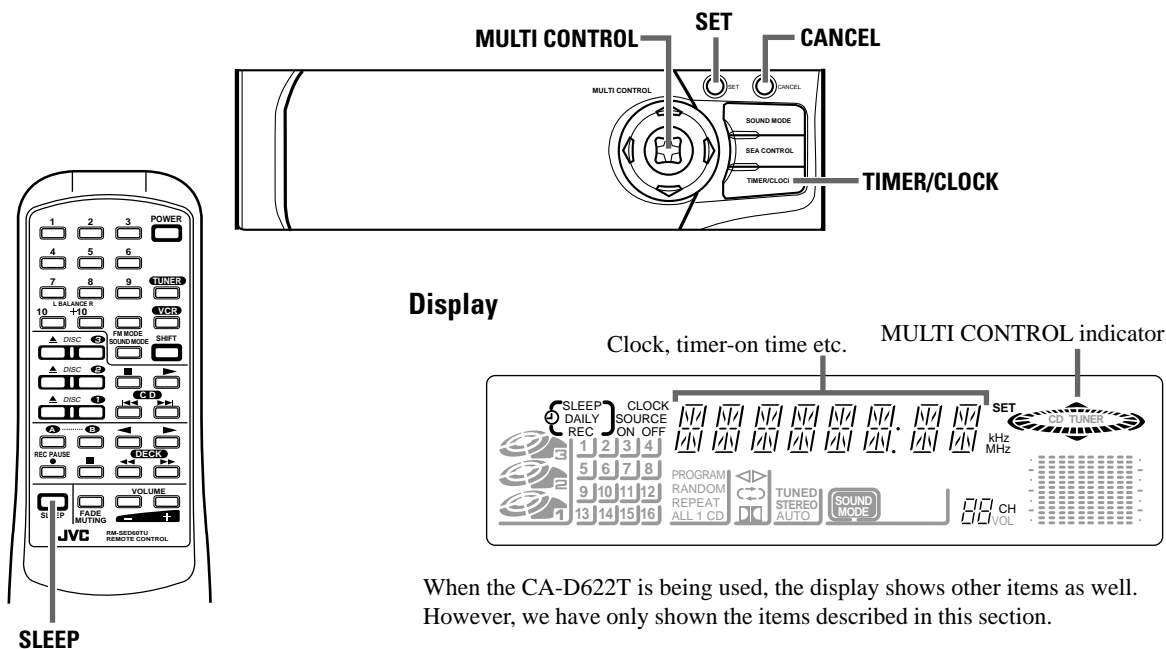 SET
MULTI CONTROL
CANCEL
MULTI CONTROL
SET
CANCEL
SOUND MODE
SEA CONTROL
TIMER/CLOCK
TIMER/CLOCK
1 2 3 POWER
4 5 6
7 8 9 TUNER
L BALANCE R
10 +10 VCR
FM MODE
DISC 3 SOUND MODE SHIFT
DISC 2
CD
DISC 1
A B
REC PAUSE DECK
VOLUME
SLEEP FADE MUTING - +
JVC RM-SED60TU
REMOTE CONTROL
SLEEP
Display
Clock, timer-on time etc.
MULTI CONTROL indicator
SLEEP CLOCK
DAILY SOURCE
REC ON OFF
SET
CD TUNER
kHz
MHz
3 1 2 3 4
2 5 6 7 8
9 10 11 12
1 13 14 15 16
PROGRAM
RANDOM
REPEAT
ALL 1 CD
TUNED
STEREO
AUTO
SOUND
MODE
CH
VOL
When the CA-D622T is being used, the display shows other items as well.
However, we have only shown the items described in this section.